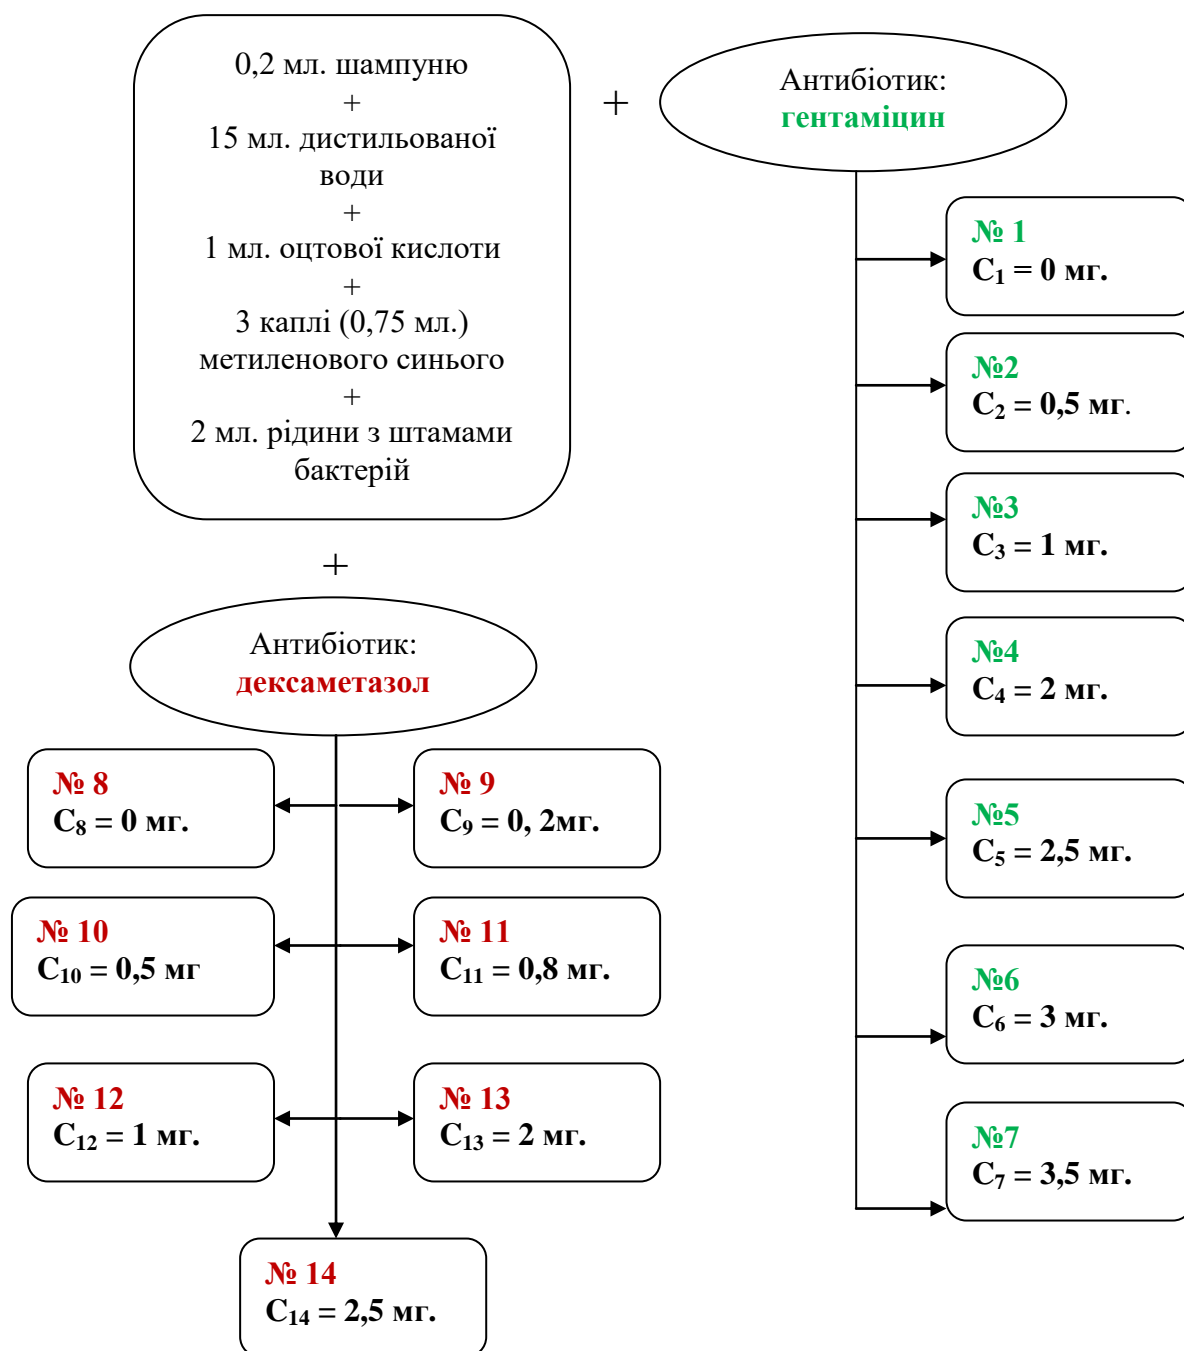 0,2 мл. шампуню
+
15 мл. дистильованої
води
+
1 мл. оцтової кислоти
+
3 каплі (0,75 мл.)
метиленового синього
+
2 мл. рідини з штамами
бактерій
+
Антибіотик:
гентаміцин
№ 1
C₁ = 0 мг.
№2
C₂ = 0,5 мг.
№3
C₃ = 1 мг.
№4
C₄ = 2 мг.
№5
C₅ = 2,5 мг.
№6
C₆ = 3 мг.
№7
C₇ = 3,5 мг.
+
Антибіотик:
дексаметазол
№ 8
C₈ = 0 мг.
№ 9
C₉ = 0, 2мг.
№ 10
C₁₀ = 0,5 мг
№ 11
C₁₁ = 0,8 мг.
№ 12
C₁₂ = 1 мг.
№ 13
C₁₃ = 2 мг.
№ 14
C₁₄ = 2,5 мг.